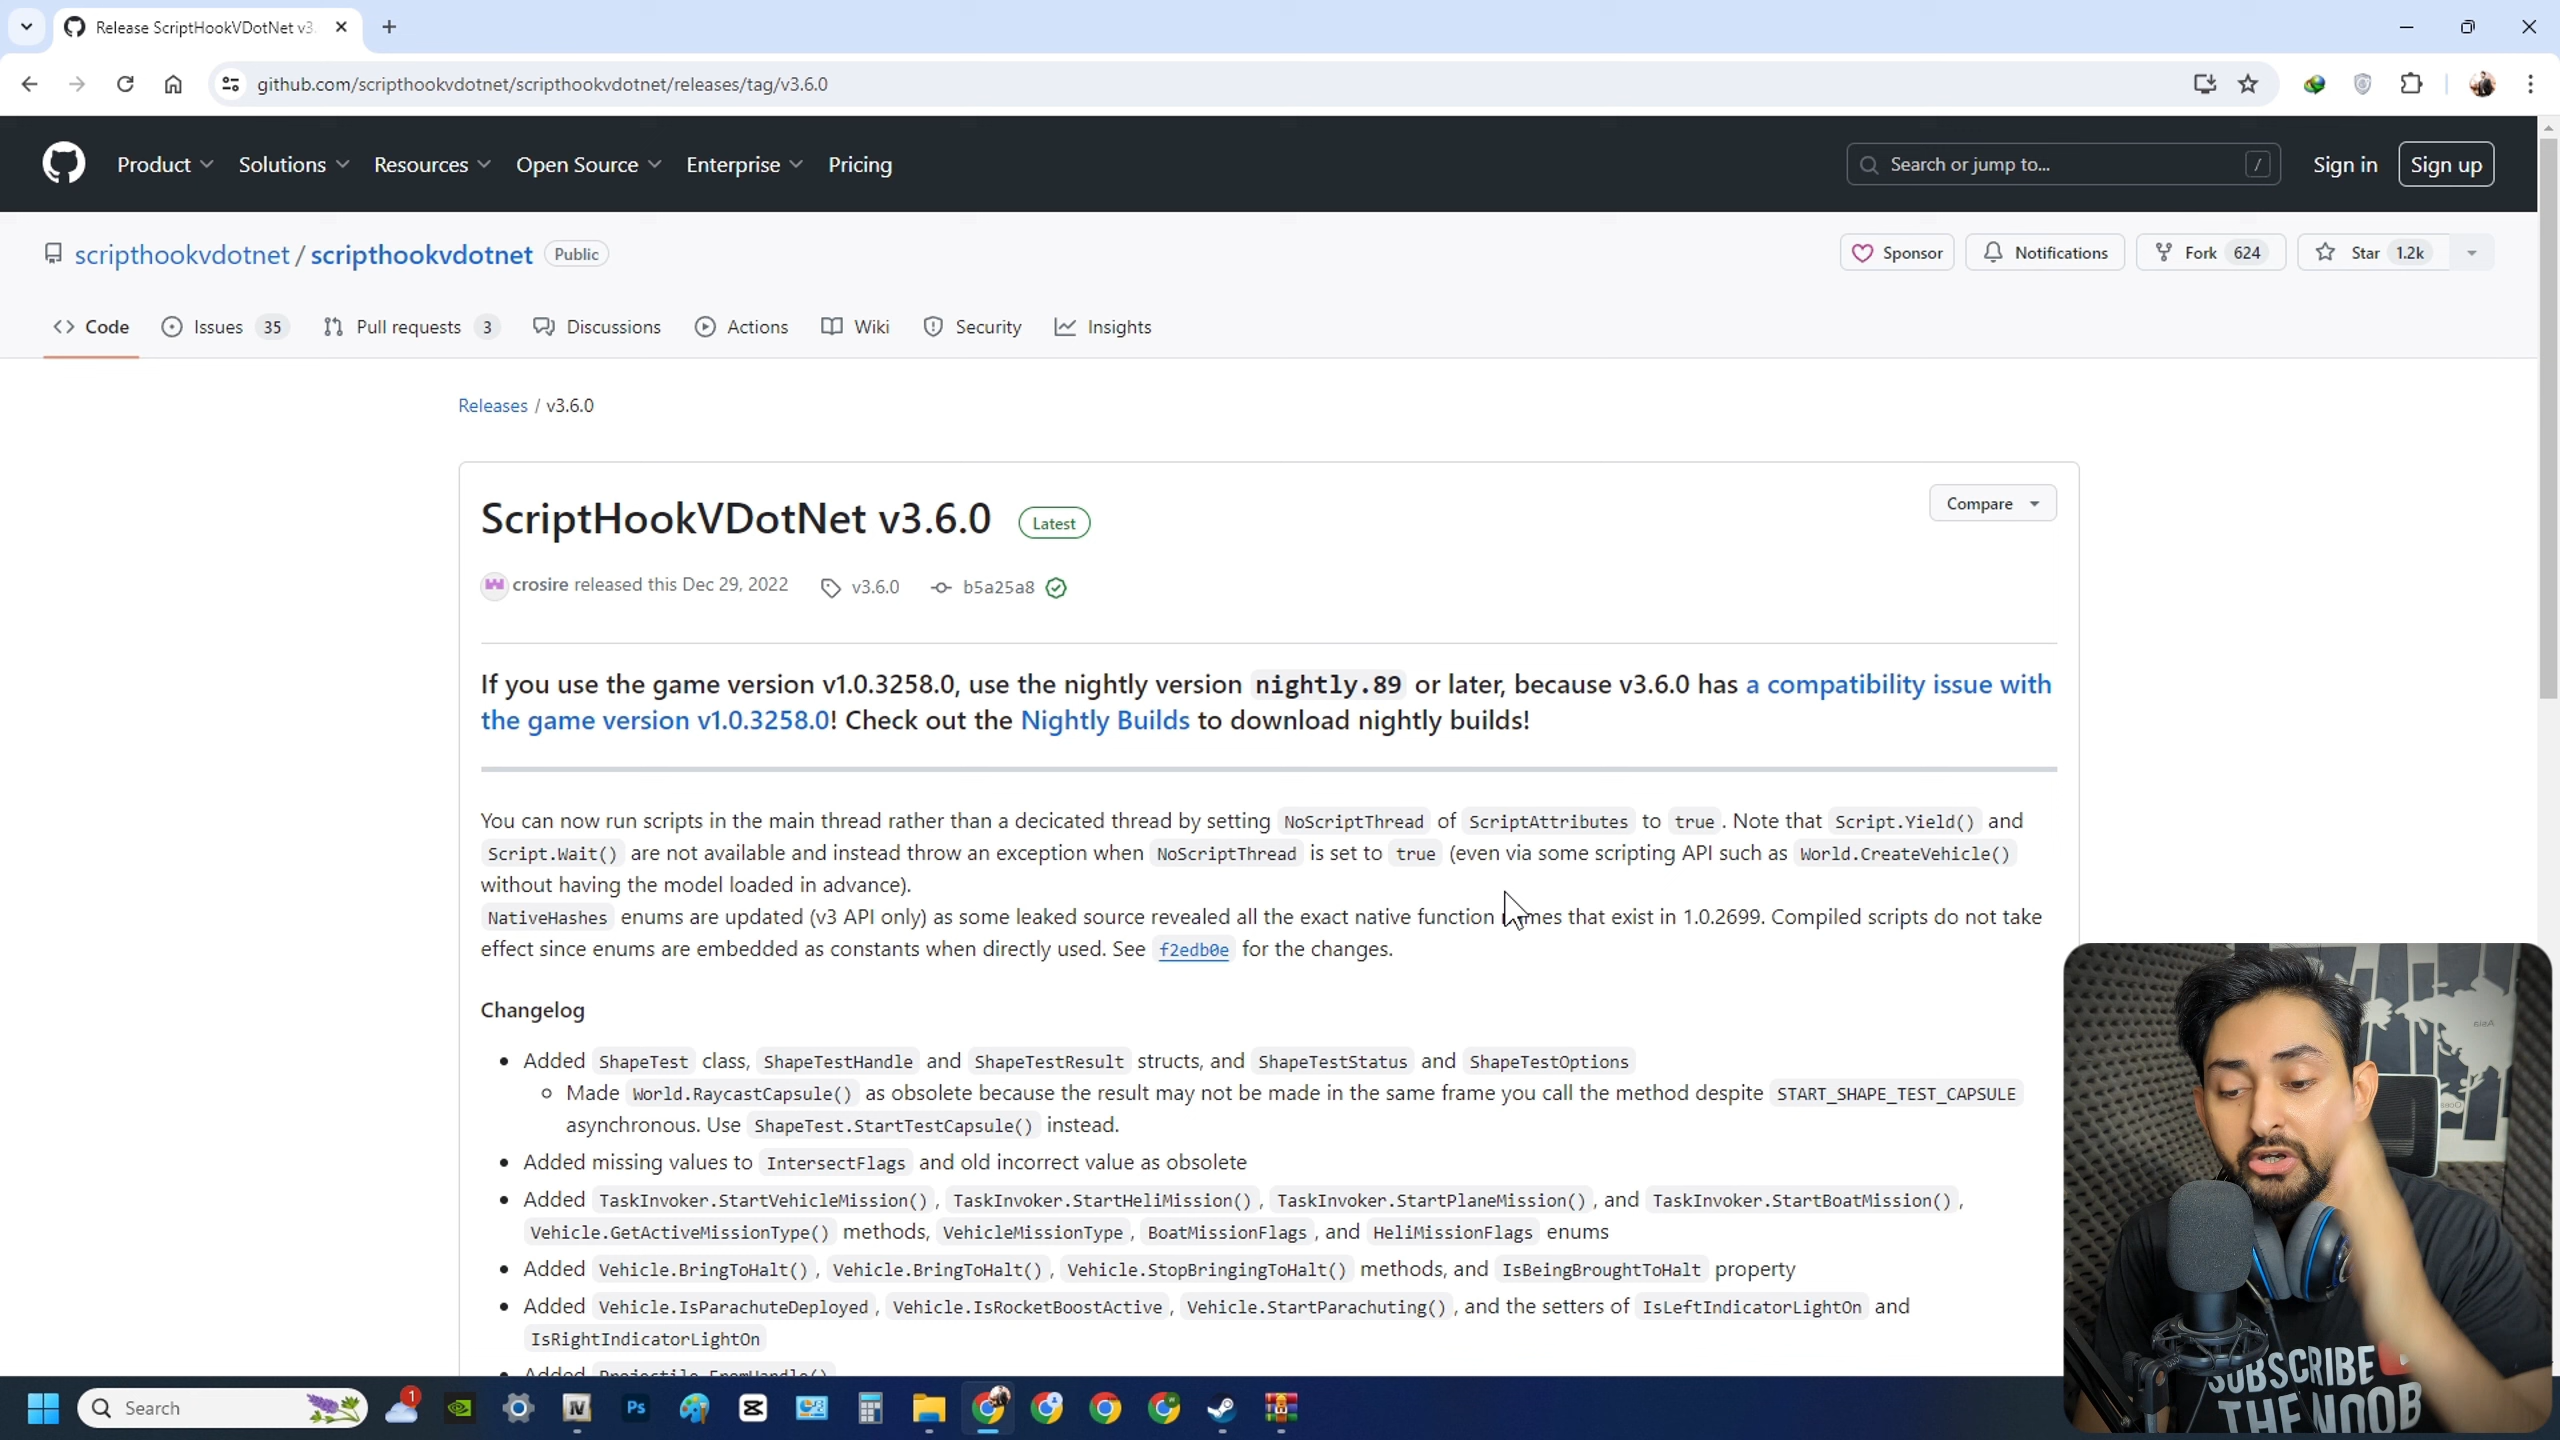 Release ScriptHookVDotNet v3.
github.com/scripthookvdotnet/scripthookvdotnet/releases/tag/v3.6.0
Product Solutions Resources Open Source Enterprise Pricing Search or jump to... / Sign in Sign up
scripthookvdotnet / scripthookvdotnet Public Sponsor Notifications Fork 624 Star 1.2k
Code Issues 35 Pull requests 3 Discussions Actions Wiki Security Insights
Releases / v3.6.0
ScriptHookVDotNet v3.6.0 Latest Compare
crosire released this Dec 29, 2022 v3.6.0 b5a25a8
If you use the game version v1.0.3258.0, use the nightly version nightly.89 or later, because v3.6.0 has a compatibility issue with
the game version v1.0.3258.0! Check out the Nightly Builds to download nightly builds!
You can now run scripts in the main thread rather than a decicated thread by setting NoScriptThread of ScriptAttributes to true. Note that Script.Yield() and
Script.Wait() are not available and instead throw an exception when NoScriptThread is set to true (even via some scripting API such as World.CreateVehicle()
without having the model loaded in advance).
NativeHashes enums are updated (v3 API only) as some leaked source revealed all the exact native function mes that exist in 1.0.2699. Compiled scripts do not take
effect since enums are embedded as constants when directly used. See f2edb0e for the changes.
Changelog
Added ShapeTest class, ShapeTestHandle and ShapeTestResult structs, and ShapeTestStatus and ShapeTestOptions
Made World.RaycastCapsule() as obsolete because the result may not be made in the same frame you call the method despite START_SHAPE_TEST_CAPSULE
asynchronous. Use ShapeTest.StartTestCapsule() instead.
Added missing values to IntersectFlags and old incorrect value as obsolete
Added TaskInvoker.StartVehicleMission(), TaskInvoker.StartHeliMission(), TaskInvoker.StartPlaneMission(), and TaskInvoker.StartBoatMission(),
Vehicle.GetActiveMissionType() methods, VehicleMissionType, BoatMissionFlags, and HeliMissionFlags enums
Added Vehicle.BringToHalt(), Vehicle.BringToHalt(), Vehicle.StopBringingToHalt() methods, and IsBeingBroughtToHalt property
Added Vehicle.IsParachuteDeployed, Vehicle.IsRocketBoostActive, Vehicle.StartParachuting(), and the setters of IsLeftIndicatorLightOn and
IsRightIndicatorLightOn
Added Projectile.FromHandle()
SUBSCRIBE
THE NOOB
Search 1 Ps